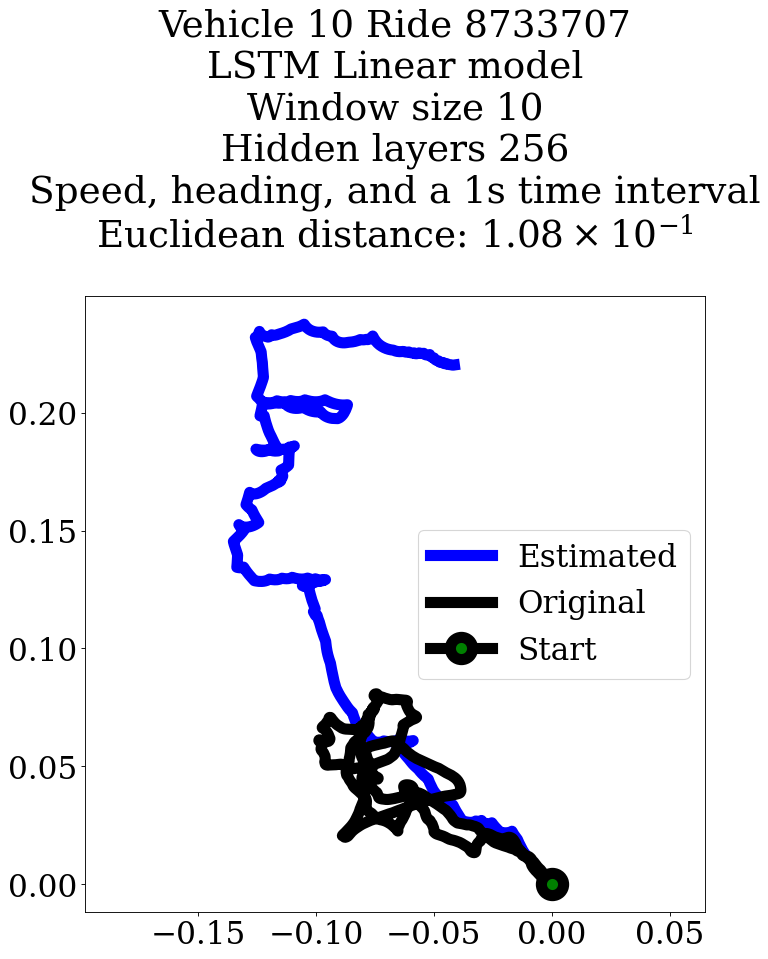 Vehicle 10 Ride 8733707
LSTM Linear model
Window size 10
Hidden layers 256
Speed, heading, and a 1s time interval
Euclidean distance: 1.08 × 10⁻¹
0.20
0.15
0.10
0.05
0.00
Estimated
Original
Start
−0.15 −0.10 −0.05 0.00 0.05